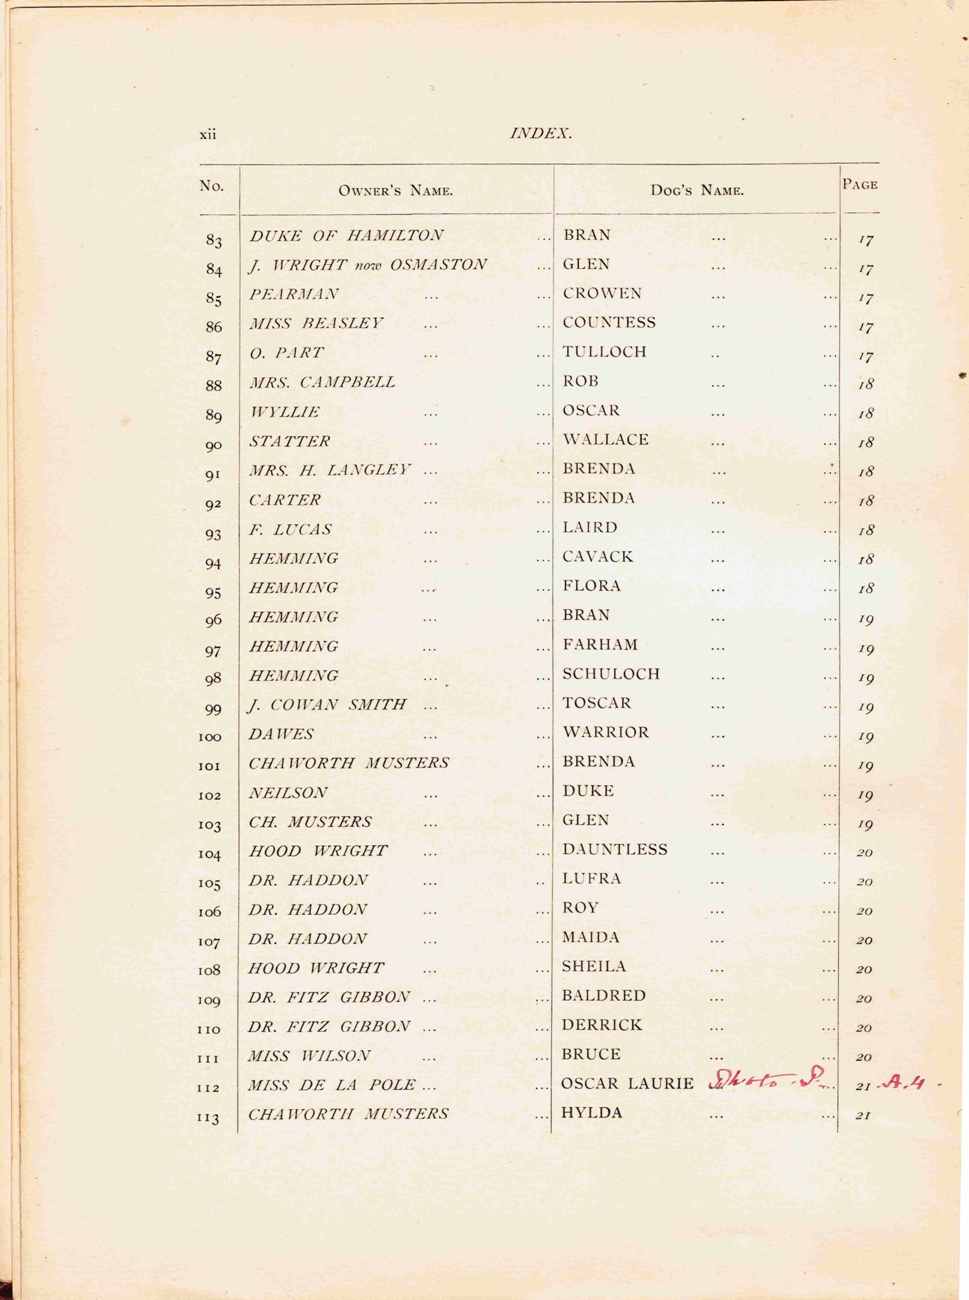 xii INDEX.
No. OWNER'S NAME. DOG'S NAME. PAGE
83 DUKE OF HAMILTON ... BRAN ... ... 17
84 J. WRIGHT now OSMASTON ... GLEN ... ... 17
85 PEARMAN ... ... CROWEN ... ... 17
86 MISS BEASLEY ... ... COUNTESS ... ... 17
87 O. PART ... ... TULLOCH .. ... 17
88 MRS. CAMPBELL ... ROB ... ... 18
89 WYLLIE ... ... OSCAR ... ... 18
90 STATTER ... ... WALLACE ... ... 18
91 MRS. H. LANGLEY ... ... BRENDA ... ... 18
92 CARTER ... ... BRENDA ... ... 18
93 F. LUCAS ... ... LAIRD ... ... 18
94 HEMMING ... ... CAVACK ... ... 18
95 HEMMING ... ... FLORA ... ... 18
96 HEMMING ... ... BRAN ... ... 19
97 HEMMING ... ... FARHAM ... ... 19
98 HEMMING ... ... SCHULOCH ... ... 19
99 J. COWAN SMITH ... ... TOSCAR ... ... 19
100 DAWES ... ... WARRIOR ... ... 19
101 CHAWORTH MUSTERS ... BRENDA ... ... 19
102 NEILSON ... ... DUKE ... ... 19
103 CH. MUSTERS ... ... GLEN ... ... 19
104 HOOD WRIGHT ... ... DAUNTLESS ... ... 20
105 DR. HADDON ... .. LUFRA ... ... 20
106 DR. HADDON ... ... ROY ... ... 20
107 DR. HADDON ... ... MAIDA ... ... 20
108 HOOD WRIGHT ... ... SHEILA ... ... 20
109 DR. FITZ GIBBON ... ... BALDRED ... ... 20
110 DR. FITZ GIBBON ... ... DERRICK ... ... 20
111 MISS WILSON ... ... BRUCE ... ... 20
112 MISS DE LA POLE ... ... OSCAR LAURIE Photo - P. ... 21 - A.4 -
113 CHAWORTH MUSTERS ... HYLDA ... ... 21